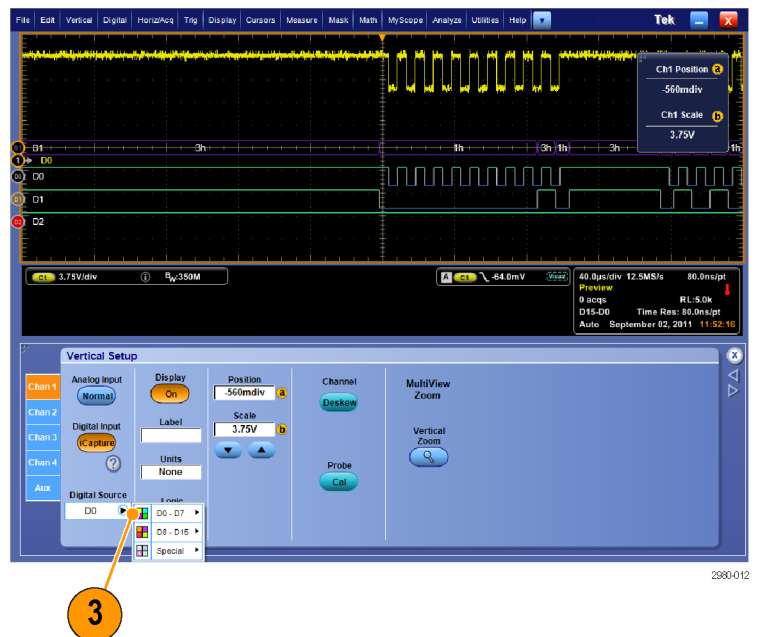 File Edit Vertical Digital Horiz/Acq Trig Display Cursors Measure Mask Math MyScope Analyze Utilities Help Tek X
Ch1 Position a
-560mdiv
Ch1 Scale b
3.75V
B1 B1 3h 1h 3h 1h 3h 1h
1 D0
D0 D0
D1 D1
D2 D2
C1 3.75V/div BW:350M
A C1 -64.0mV Visual
40.0µs/div 12.5MS/s 80.0ns/pt
Preview
0 acqs RL:5.0k
D15-D0 Time Res: 80.0ns/pt
Auto September 02, 2011 11:52:16
Vertical Setup x
Chan 1
Chan 2
Chan 3
Chan 4
Aux
Analog Input
Normal
Digital Input
iCapture
?
Digital Source
D0
Display
On
Label
Units
None
Logic
D0 - D7
D8 - D15
Special
Position
-560mdiv a
Scale
3.75V b
Channel
Deskew
Probe
Cal
MultiView
Zoom
Vertical
Zoom
2980-012
3